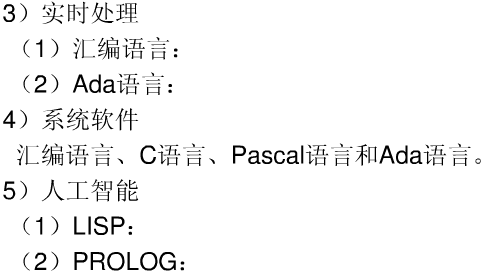 3）实时处理
（1）汇编语言：
（2）Ada语言：
4）系统软件
汇编语言、C语言、Pascal语言和Ada语言。
5）人工智能
（1）LISP：
（2）PROLOG：